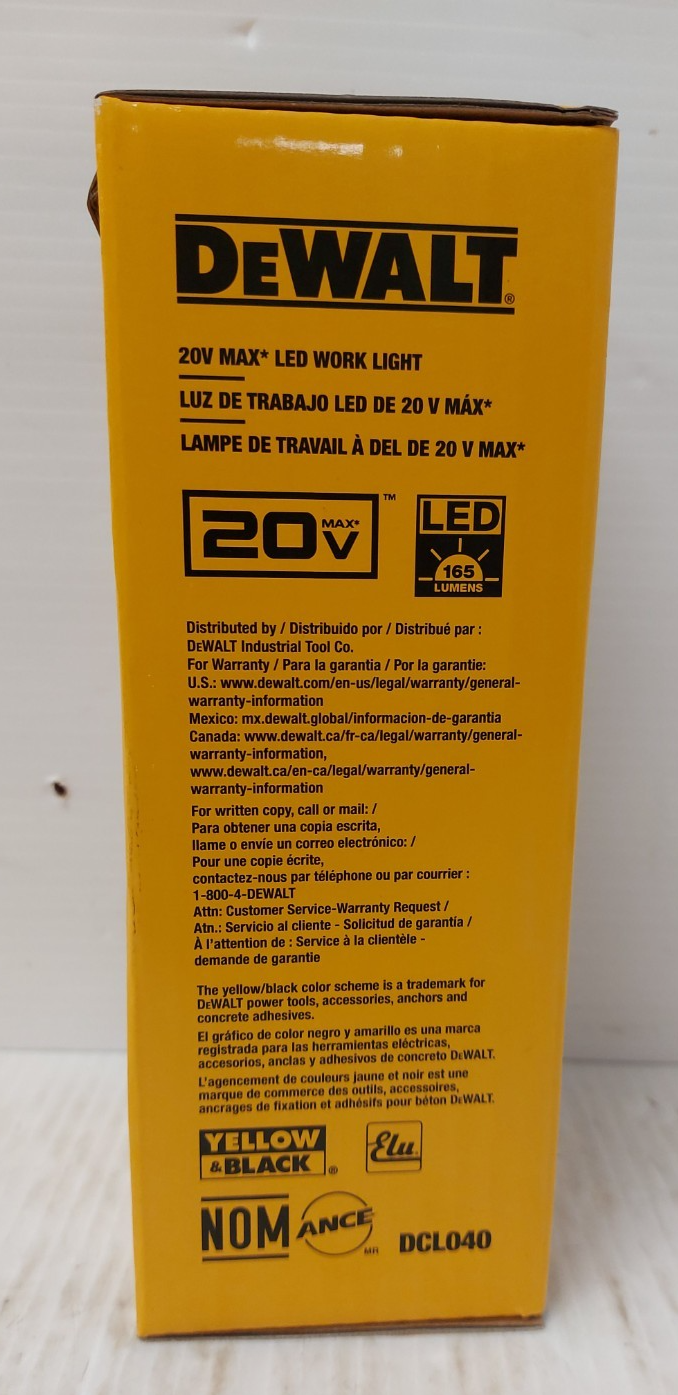 DEWALT®
20V MAX* LED WORK LIGHT
LUZ DE TRABAJO LED DE 20 V MÁX*
LAMPE DE TRAVAIL À DEL DE 20 V MAX*
20V MAX* ™
LED
165
LUMENS
Distributed by / Distribuido por / Distribué par :
DEWALT Industrial Tool Co.
For Warranty / Para la garantia / Por la garantie:
U.S.: www.dewalt.com/en-us/legal/warranty/general-
warranty-information
Mexico: mx.dewalt.global/informacion-de-garantia
Canada: www.dewalt.ca/fr-ca/legal/warranty/general-
warranty-information,
www.dewalt.ca/en-ca/legal/warranty/general-
warranty-information
For written copy, call or mail: /
Para obtener una copia escrita,
llame o envíe un correo electrónico: /
Pour une copie écrite,
contactez-nous par téléphone ou par courrier :
1-800-4-DEWALT
Attn: Customer Service-Warranty Request /
Atn.: Servicio al cliente - Solicitud de garantía /
À l'attention de : Service à la clientèle -
demande de garantie
The yellow/black color scheme is a trademark for
DEWALT power tools, accessories, anchors and
concrete adhesives.
El gráfico de color negro y amarillo es una marca
registrada para las herramientas eléctricas,
accesorios, anclas y adhesivos de concreto DEWALT.
L'agencement de couleurs jaune et noir est une
marque de commerce des outils, accessoires,
ancrages de fixation et adhésifs pour béton DEWALT.
YELLOW
& BLACK ®
Elu
NOM ANCE MR DCL040